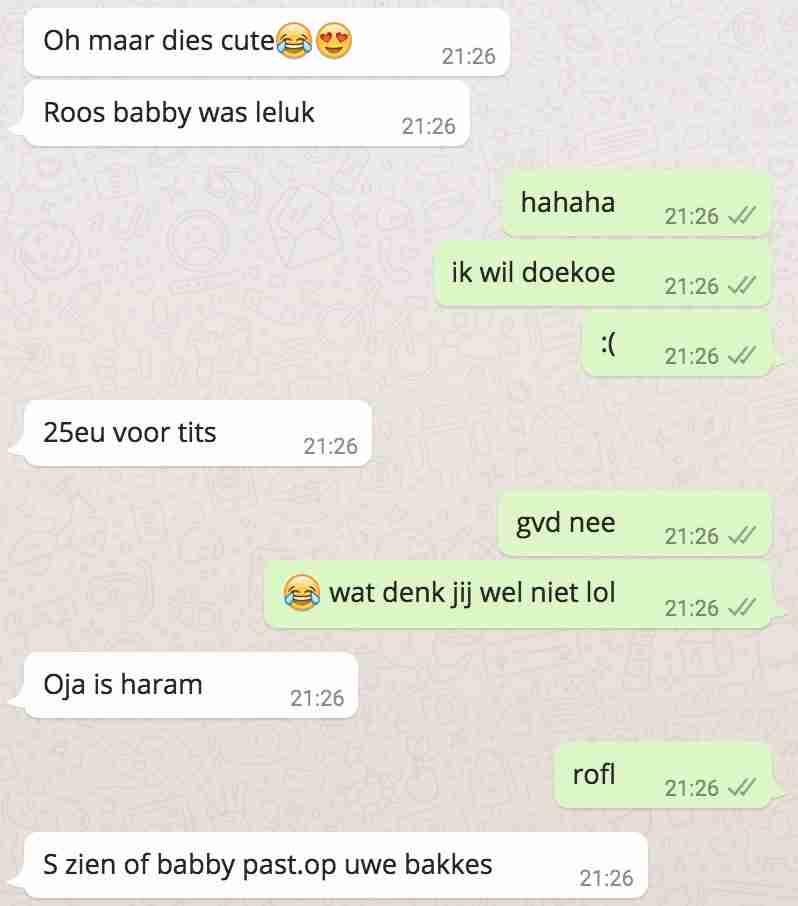 Oh maar dies cute😂😍
21:26
Roos babby was leluk
21:26
hahaha
21:26
ik wil doekoe
21:26
:(
21:26
25eu voor tits
21:26
gvd nee
21:26
😂 wat denk jij wel niet lol
21:26
Oja is haram
21:26
rofl
21:26
S zien of babby past.op uwe bakkes
21:26